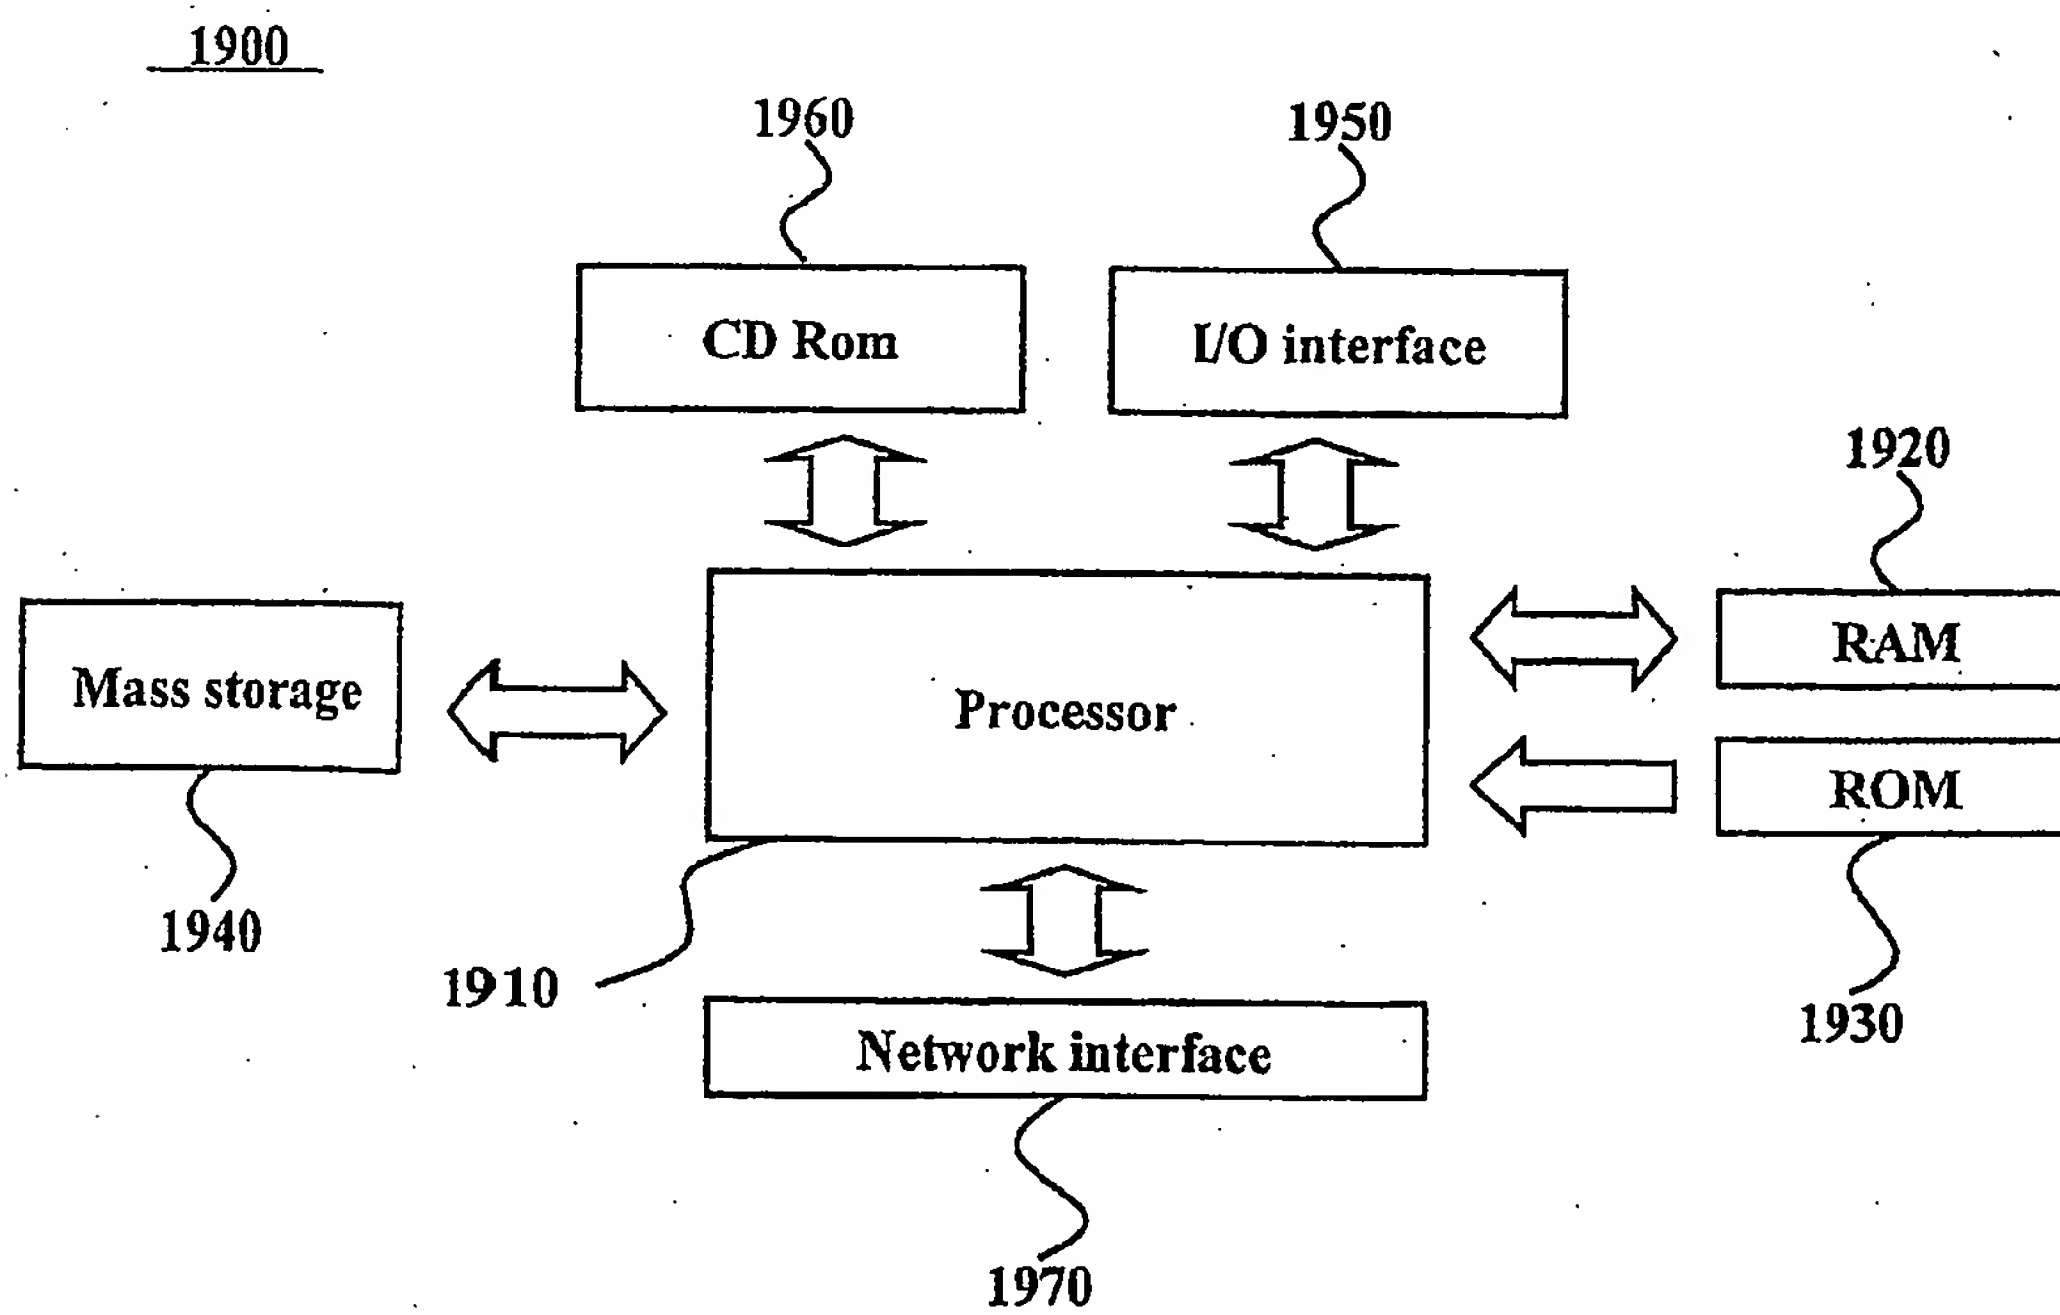 1900
1960
1950
CD Rom
I/O interface
1920
RAM
Mass storage
Processor
ROM
1940
1910
1930
Network interface
1970